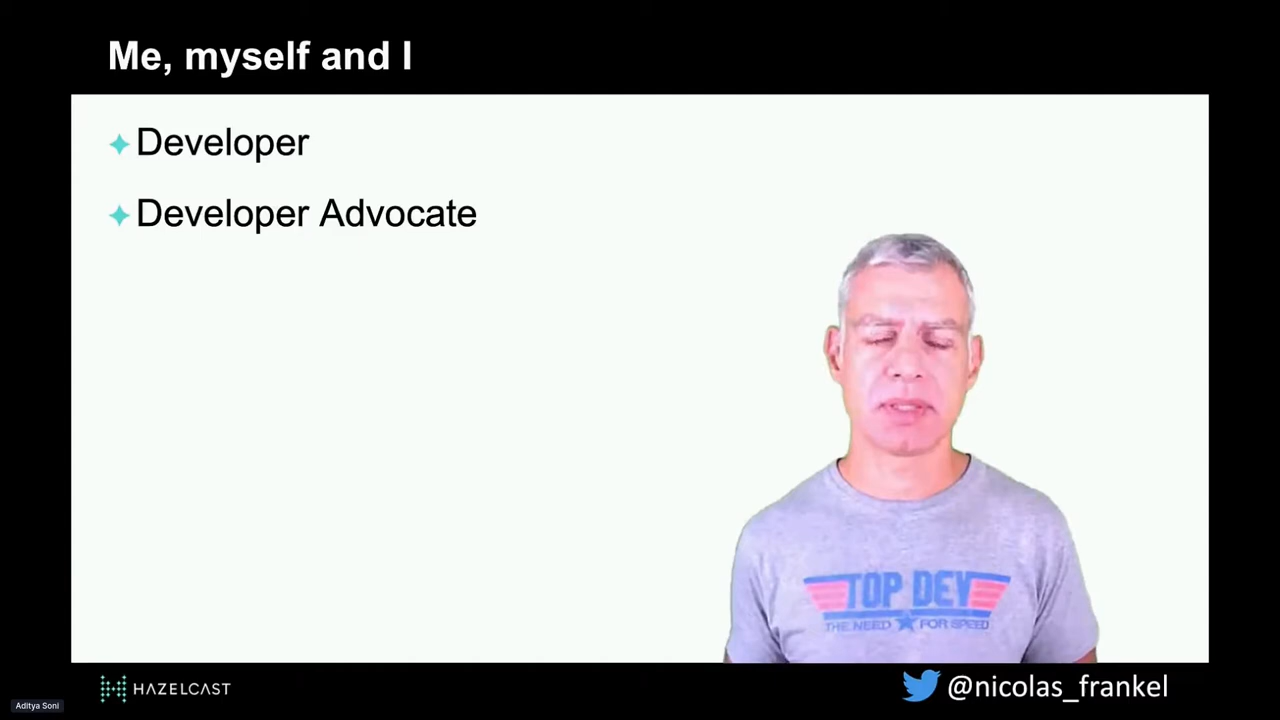 Me, myself and I
Developer
Developer Advocate
TOP DEV
THE NEED FOR SPEED
HAZELCAST
@nicolas_frankel
Aditya Soni